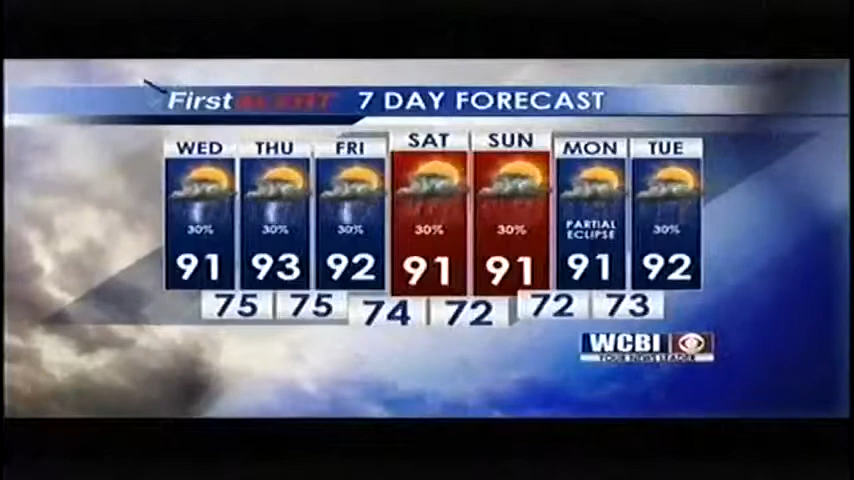 First ALERT 7 DAY FORECAST
WED THU FRI SAT SUN MON TUE
30% 30% 30% 30% 30% PARTIAL ECLIPSE 30%
91 93 92 91 91 91 92
75 75 74 72 72 73
WCBI
YOUR NEWS LEADER